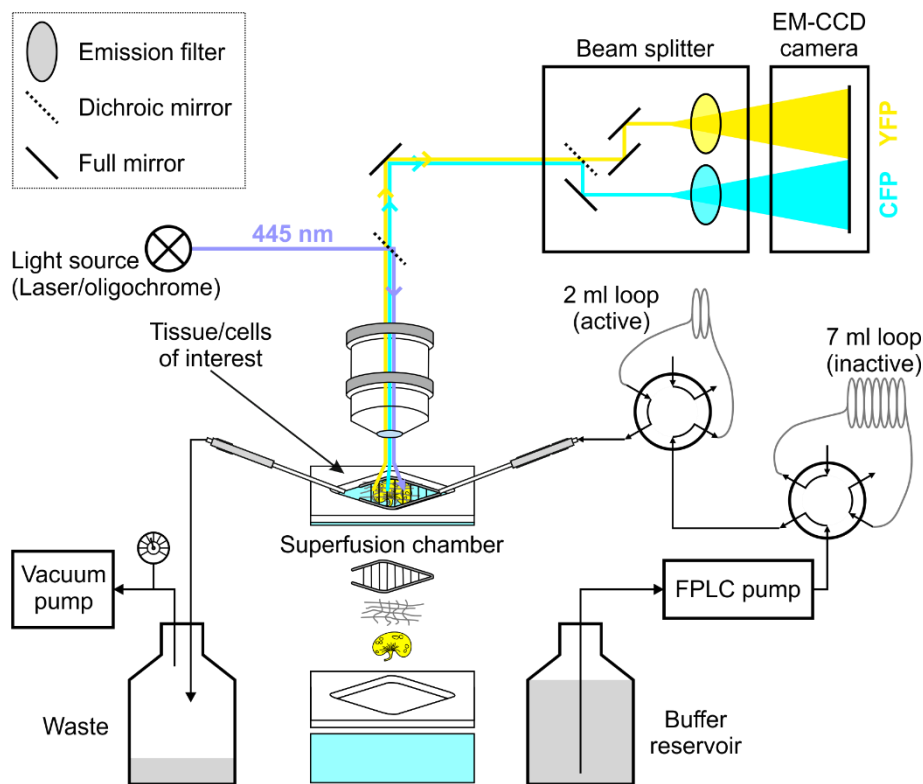 Emission filter
Dichroic mirror
Full mirror
Beam splitter
EM-CCD
camera
YFP
CFP
445 nm
Light source
(Laser/oligochrome)
Tissue/cells
of interest
2 ml loop
(active)
7 ml loop
(inactive)
Superfusion chamber
Vacuum
pump
FPLC pump
Waste
Buffer
reservoir